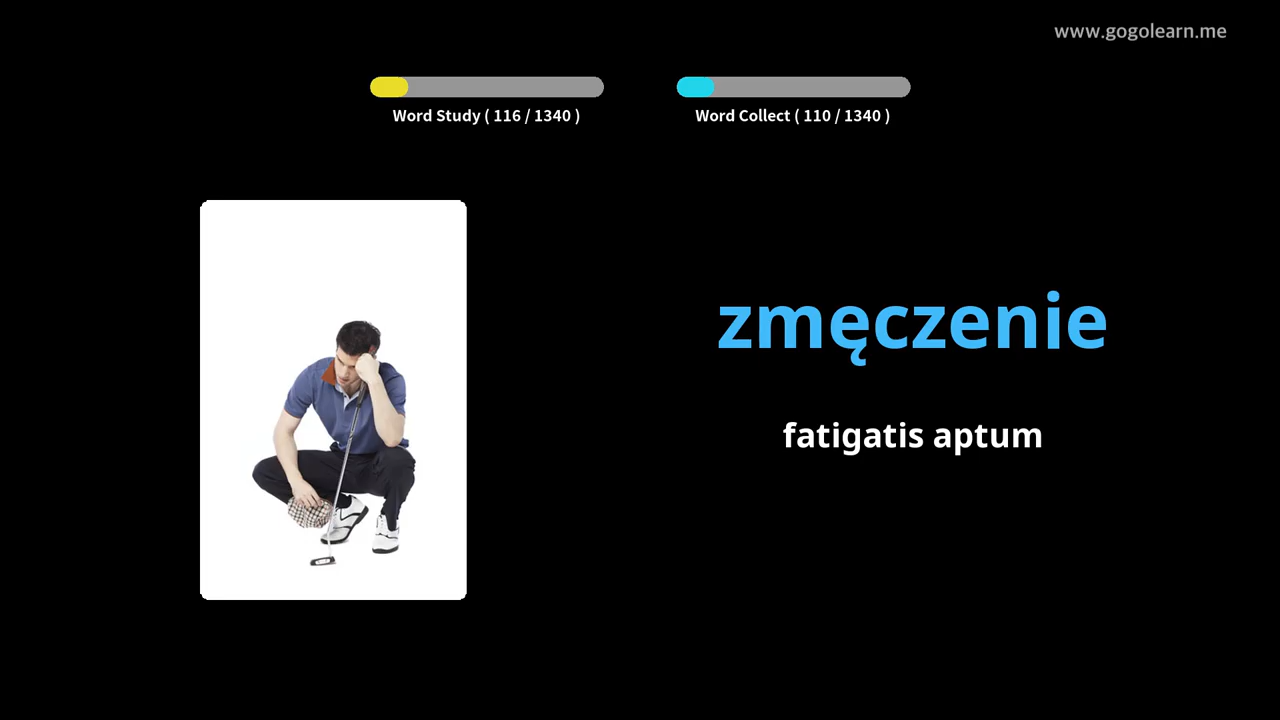 www.gogolearn.me
Word Study ( 116 / 1340 )
Word Collect ( 110 / 1340 )
zmęczenie
fatigatis aptum